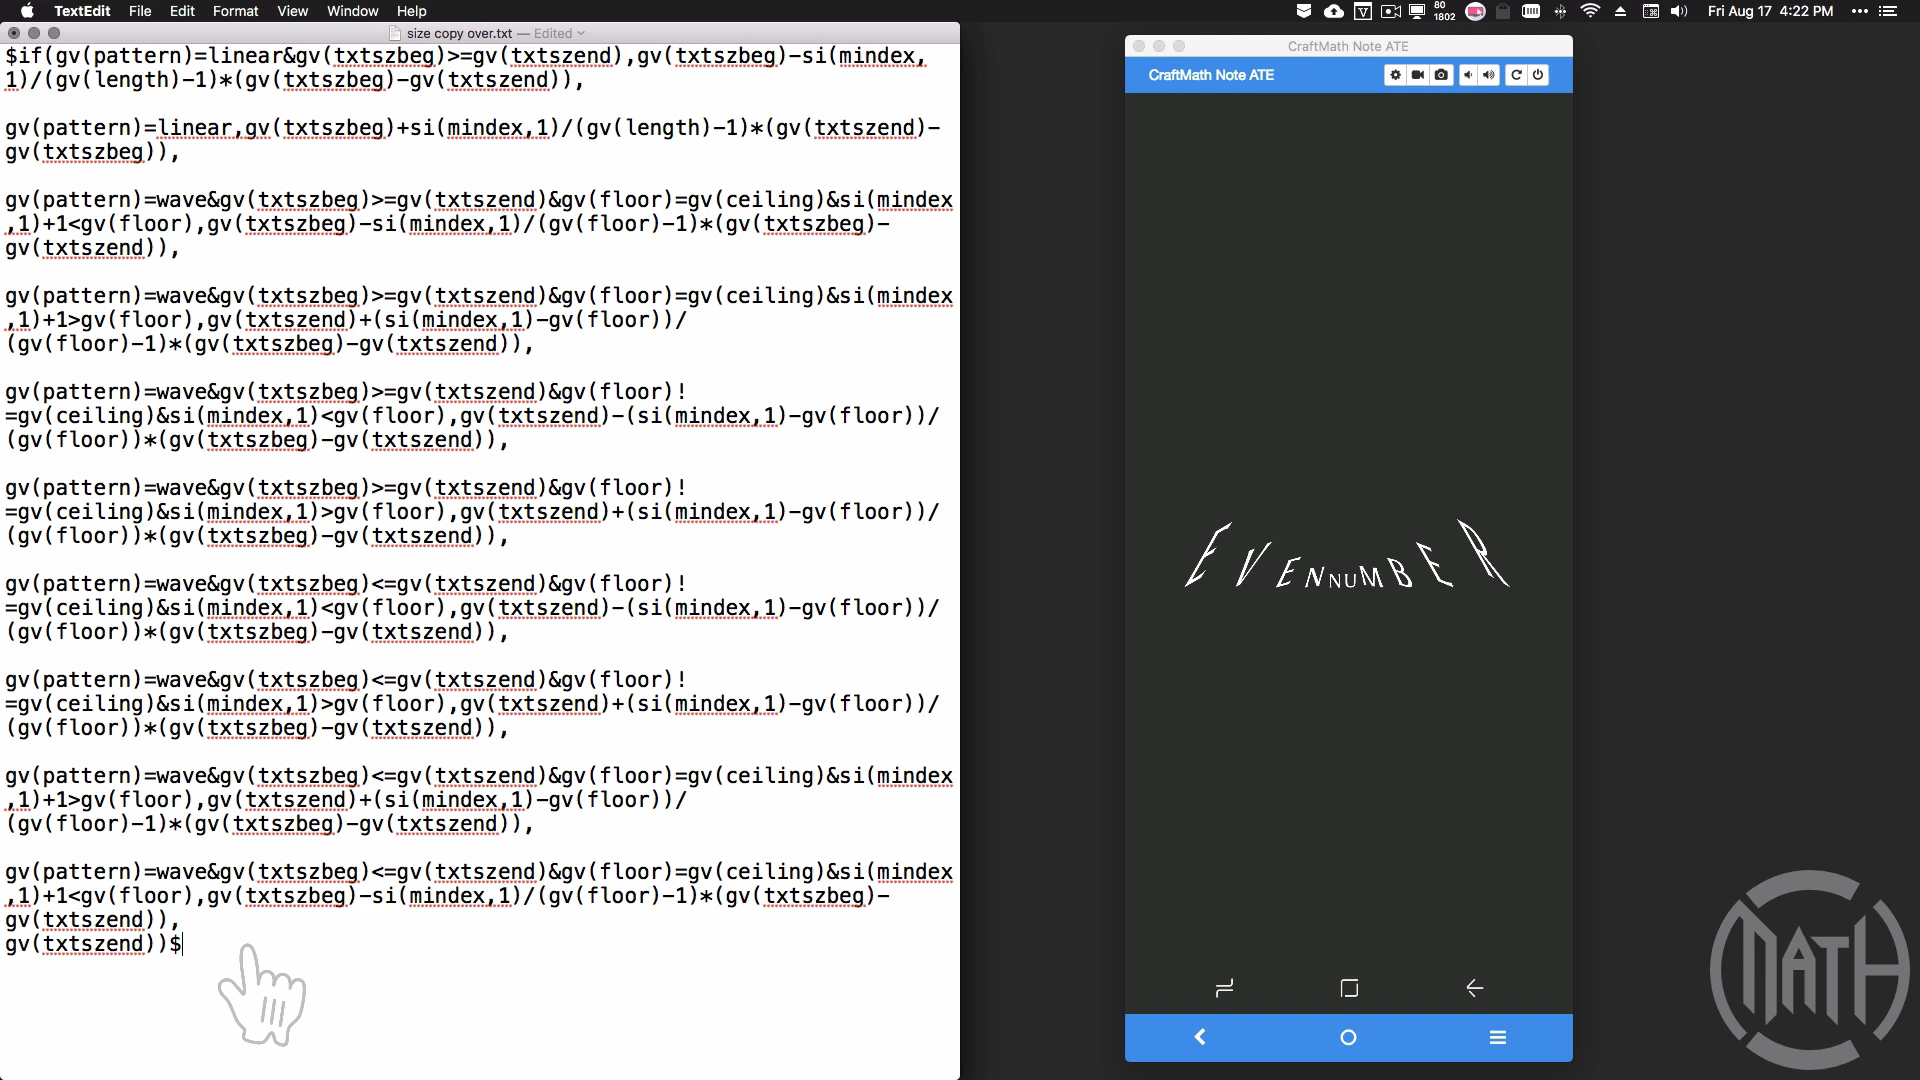 TextEdit File Edit Format View Window Help
80
1802
Fri Aug 17 4:22 PM
size copy over.txt — Edited
$if(gv(pattern)=linear&gv(txtszbeg)>=gv(txtszend),gv(txtszbeg)-si(mindex,
1)/(gv(length)-1)*(gv(txtszbeg)-gv(txtszend)),
gv(pattern)=linear,gv(txtszbeg)+si(mindex,1)/(gv(length)-1)*(gv(txtszend)-
gv(txtszbeg)),
gv(pattern)=wave&gv(txtszbeg)>=gv(txtszend)&gv(floor)=gv(ceiling)&si(mindex
,1)+1<gv(floor),gv(txtszbeg)-si(mindex,1)/(gv(floor)-1)*(gv(txtszbeg)-
gv(txtszend)),
gv(pattern)=wave&gv(txtszbeg)>=gv(txtszend)&gv(floor)=gv(ceiling)&si(mindex
,1)+1>gv(floor),gv(txtszend)+(si(mindex,1)-gv(floor))/
(gv(floor)-1)*(gv(txtszbeg)-gv(txtszend)),
gv(pattern)=wave&gv(txtszbeg)>=gv(txtszend)&gv(floor)!
=gv(ceiling)&si(mindex,1)<gv(floor),gv(txtszend)-(si(mindex,1)-gv(floor))/
(gv(floor))*(gv(txtszbeg)-gv(txtszend)),
gv(pattern)=wave&gv(txtszbeg)>=gv(txtszend)&gv(floor)!
=gv(ceiling)&si(mindex,1)>gv(floor),gv(txtszend)+(si(mindex,1)-gv(floor))/
(gv(floor))*(gv(txtszbeg)-gv(txtszend)),
gv(pattern)=wave&gv(txtszbeg)<=gv(txtszend)&gv(floor)!
=gv(ceiling)&si(mindex,1)<gv(floor),gv(txtszend)-(si(mindex,1)-gv(floor))/
(gv(floor))*(gv(txtszbeg)-gv(txtszend)),
gv(pattern)=wave&gv(txtszbeg)<=gv(txtszend)&gv(floor)!
=gv(ceiling)&si(mindex,1)>gv(floor),gv(txtszend)+(si(mindex,1)-gv(floor))/
(gv(floor))*(gv(txtszbeg)-gv(txtszend)),
gv(pattern)=wave&gv(txtszbeg)<=gv(txtszend)&gv(floor)=gv(ceiling)&si(mindex
,1)+1>gv(floor),gv(txtszend)+(si(mindex,1)-gv(floor))/
(gv(floor)-1)*(gv(txtszbeg)-gv(txtszend)),
gv(pattern)=wave&gv(txtszbeg)<=gv(txtszend)&gv(floor)=gv(ceiling)&si(mindex
,1)+1<gv(floor),gv(txtszbeg)-si(mindex,1)/(gv(floor)-1)*(gv(txtszbeg)-
gv(txtszend)),
gv(txtszend))$
CraftMath Note ATE
CraftMath Note ATE
EVENNUMBER
MATH